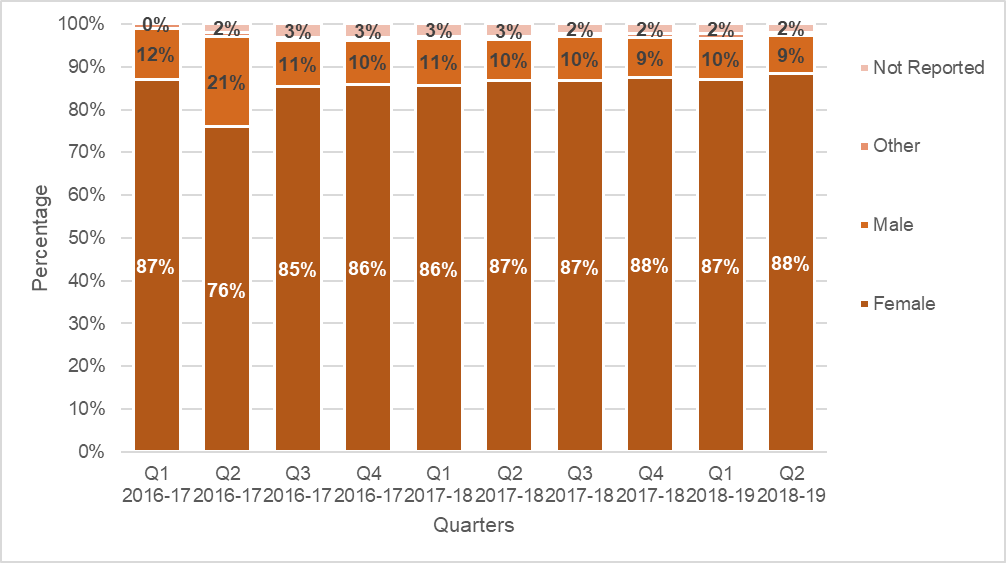 100%
90%
80%
70%
60%
50%
40%
30%
20%
10%
0%
Percentage
0% 2% 3% 3% 3% 3% 2% 2% 2% 2%
12% 21% 11% 10% 11% 10% 10% 9% 10% 9%
87% 76% 85% 86% 86% 87% 87% 88% 87% 88%
Q1 Q2 Q3 Q4 Q1 Q2 Q3 Q4 Q1 Q2
2016-17 2016-17 2016-17 2016-17 2017-18 2017-18 2017-18 2017-18 2018-19 2018-19
Quarters
Not Reported
Other
Male
Female